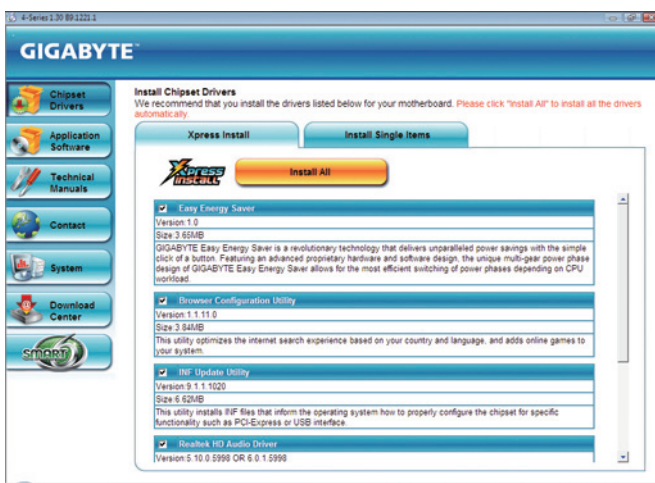 4-Series 1.30 B9.1221.1
GIGABYTE™
Chipset
Drivers
Application
Software
Technical
Manuals
Contact
System
Download
Center
SMART
Install Chipset Drivers
We recommend that you install the drivers listed below for your motherboard. Please click "Install All" to install all the drivers
automatically.
Xpress Install
Install Single Items
Xpress
INSTALL
Install All
Easy Energy Saver
Version:1.0
Size:3.65MB
GIGABYTE Easy Energy Saver is a revolutionary technology that delivers unparalleled power savings with the simple
click of a button. Featuring an advanced proprietary hardware and software design, the unique multi-gear power phase
design of GIGABYTE Easy Energy Saver allows for the most efficient switching of power phases depending on CPU
workload.
Browser Configuration Utility
Version:1.1.11.0
Size:3.84MB
This utility optimizes the internet search experience based on your country and language, and adds online games to
your system.
INF Update Utility
Version:9.1.1.1020
Size:6.62MB
This utility installs INF files that inform the operating system how to properly configure the chipset for specific
functionality such as PCI-Express or USB interface.
Realtek HD Audio Driver
Version:5.10.0.5998 OR 6.0.1.5998